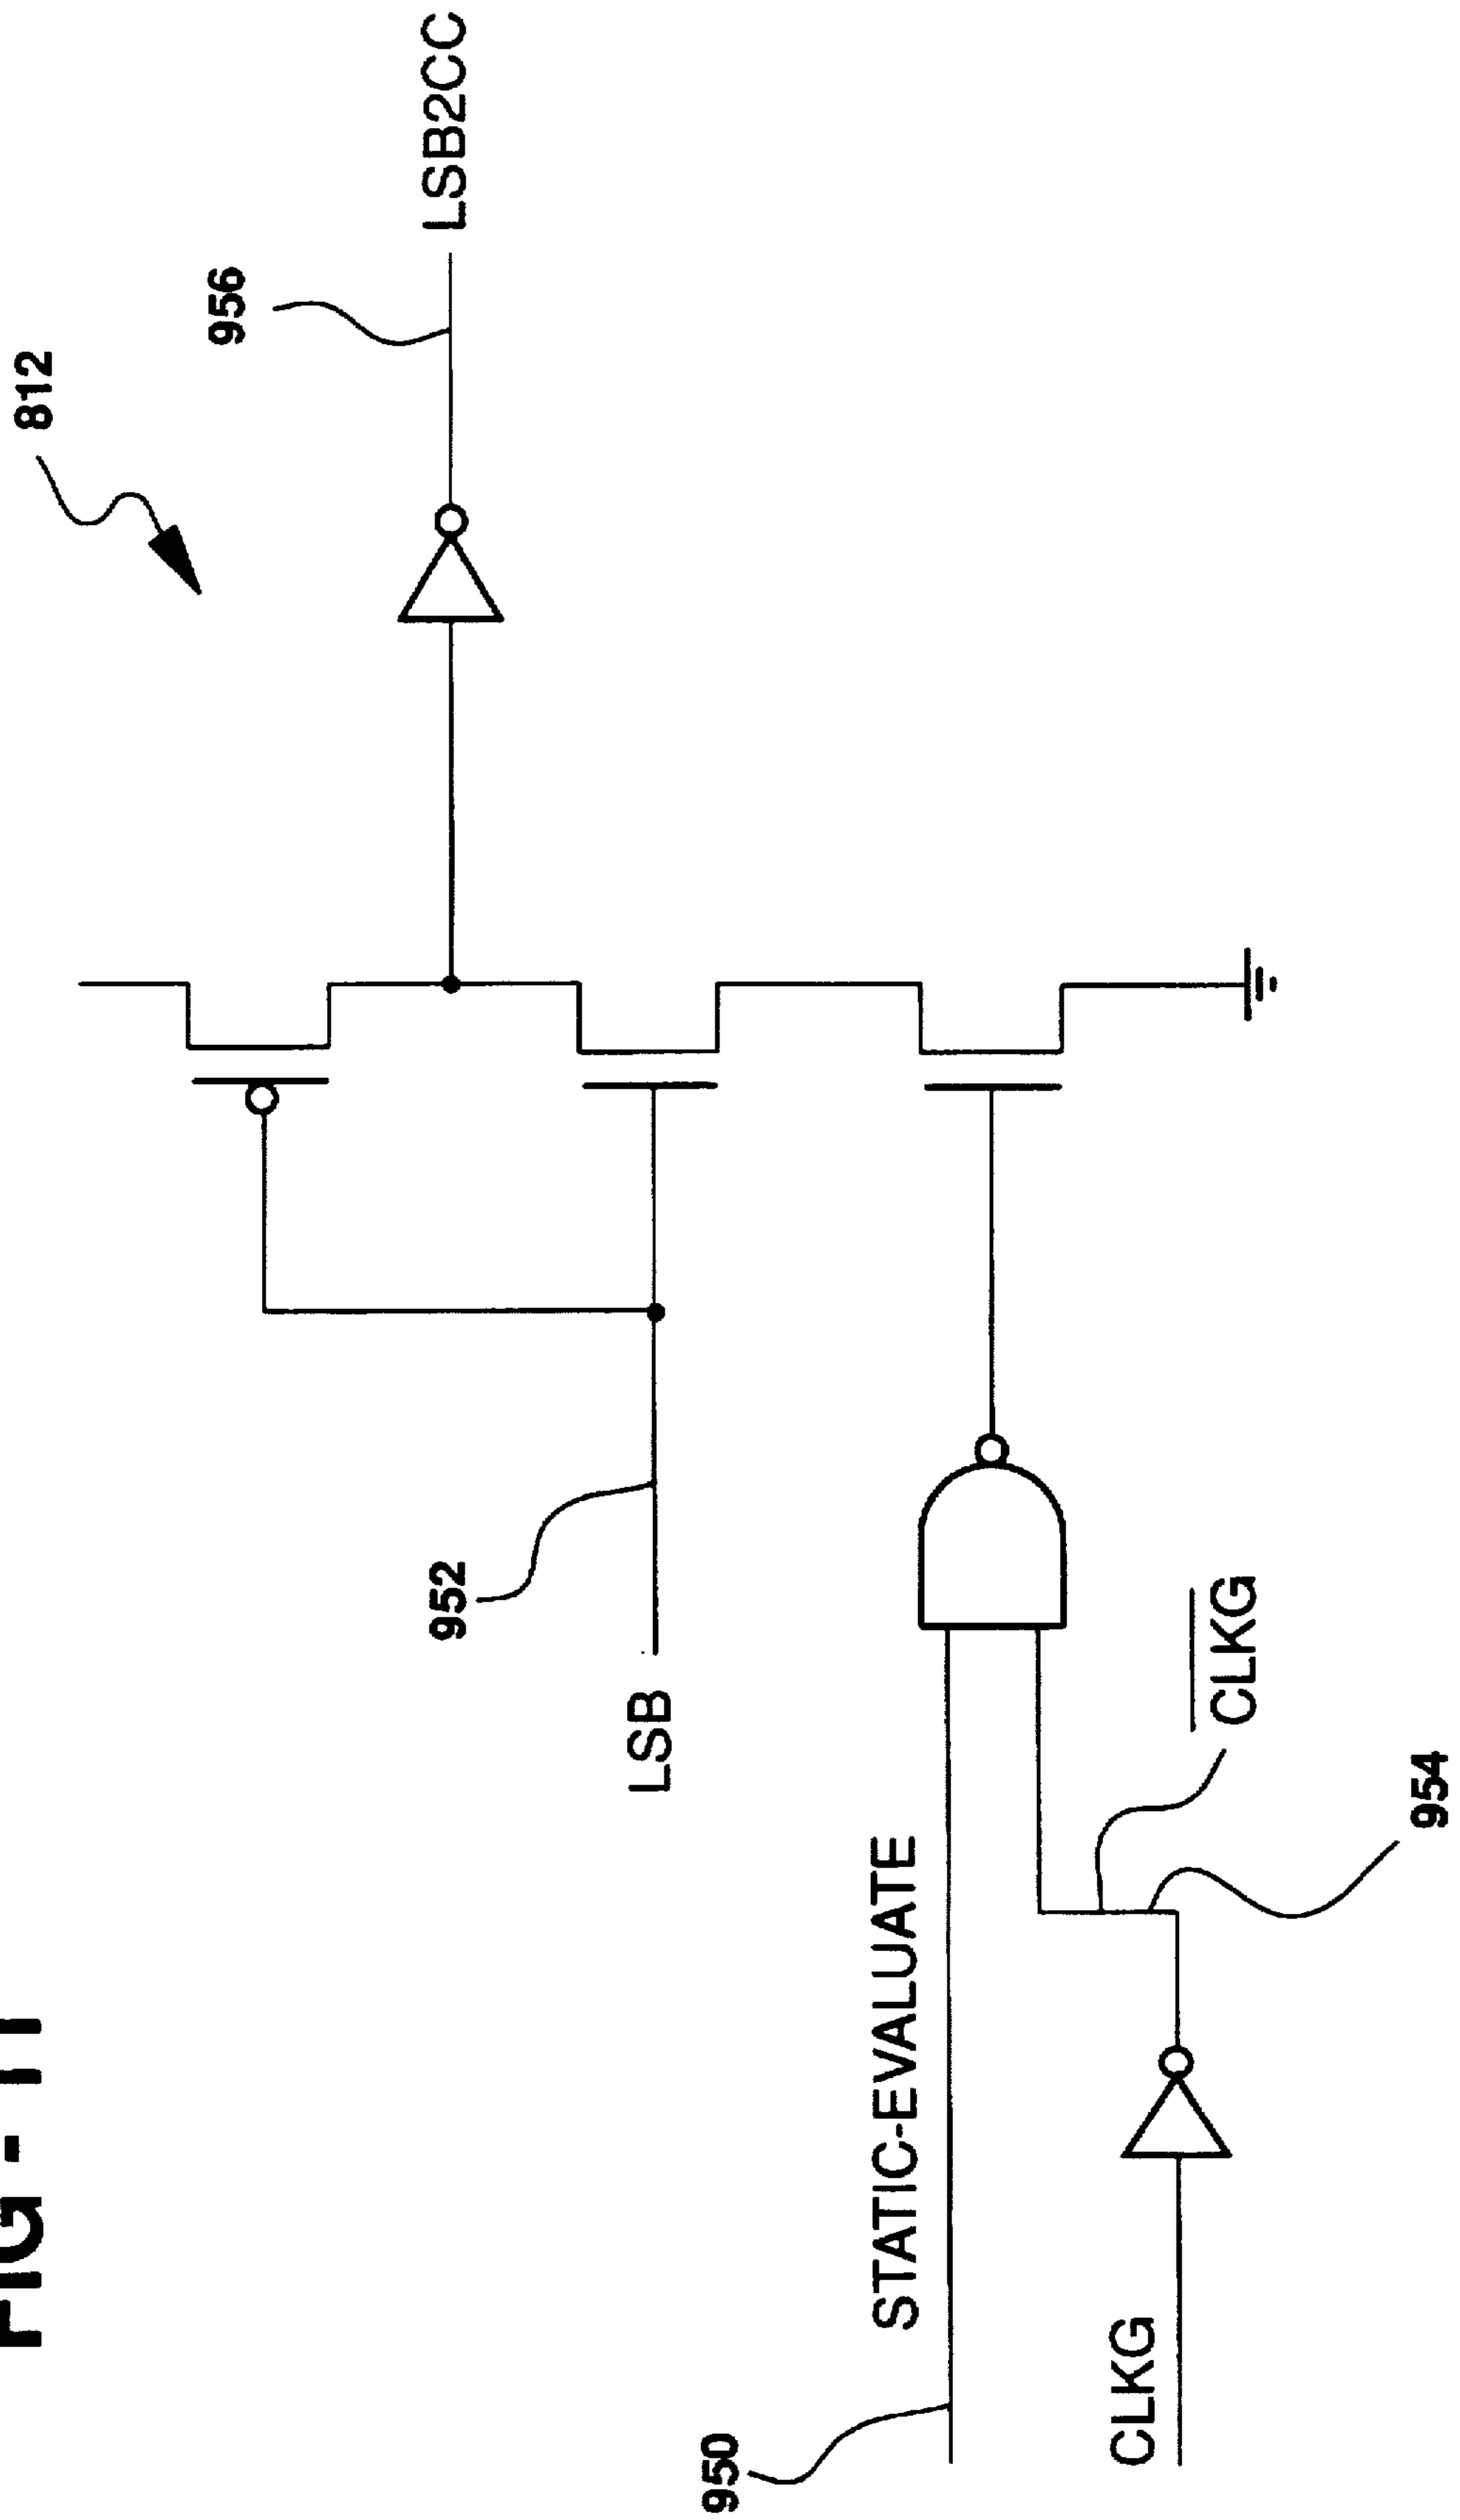 FIG - 11
812
956
LSB2CC
952
LSB
950
STATIC-EVALUATE
CLKG
CLKG
954